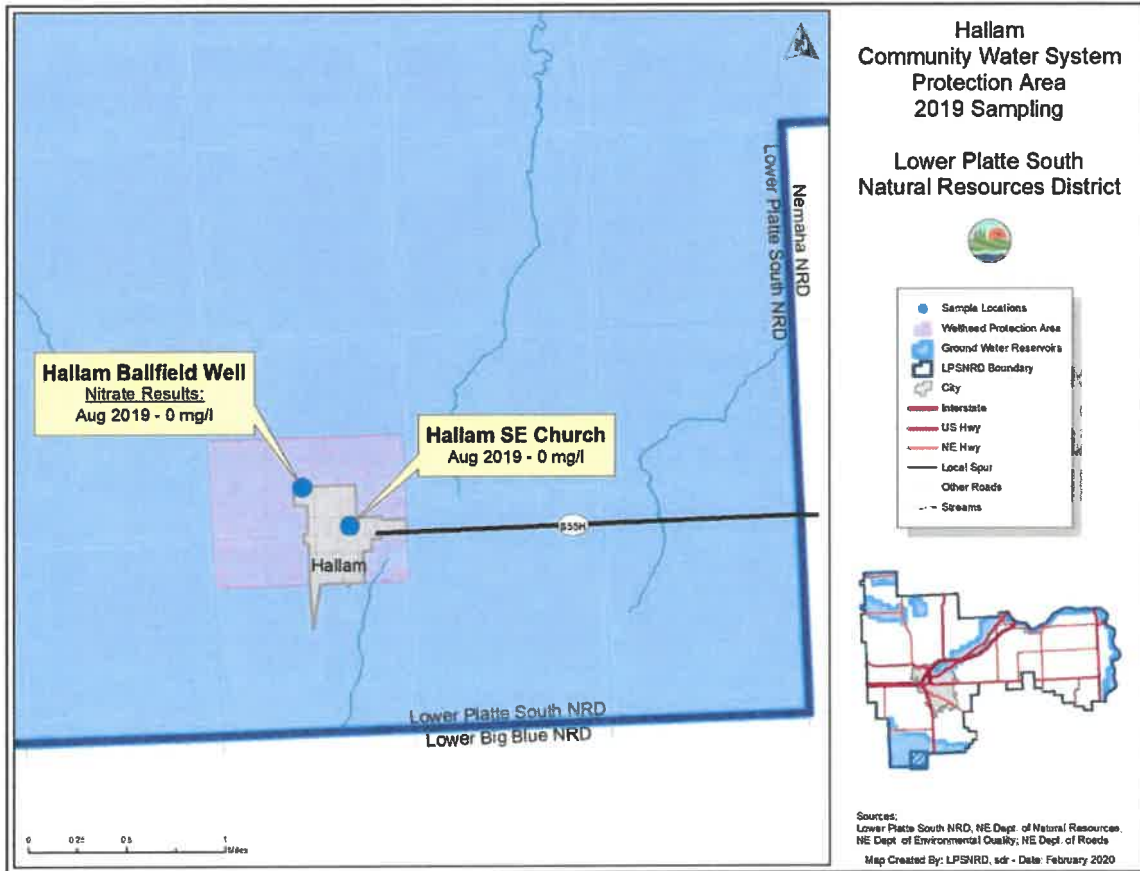 Hallam
Community Water System
Protection Area
2019 Sampling
Lower Platte South
Natural Resources District
Sample Locations
Wellhead Protection Area
Ground Water Reservoirs
LPSNRD Boundary
City
Interstate
US Hwy
NE Hwy
Local Spur
Other Roads
Streams
Sources:
Lower Platte South NRD, NE Dept. of Natural Resources,
NE Dept of Environmental Quality; NE Dept. of Roads
Map Created By: LPSNRD, sdr - Date: February 2020
N
Nemaha NRD
Lower Platte South NRD
Hallam Ballfield Well
Nitrate Results:
Aug 2019 - 0 mg/l
Hallam SE Church
Aug 2019 - 0 mg/l
S55H
Hallam
Lower Platte South NRD
Lower Big Blue NRD
0 0.25 0.5 1
Miles